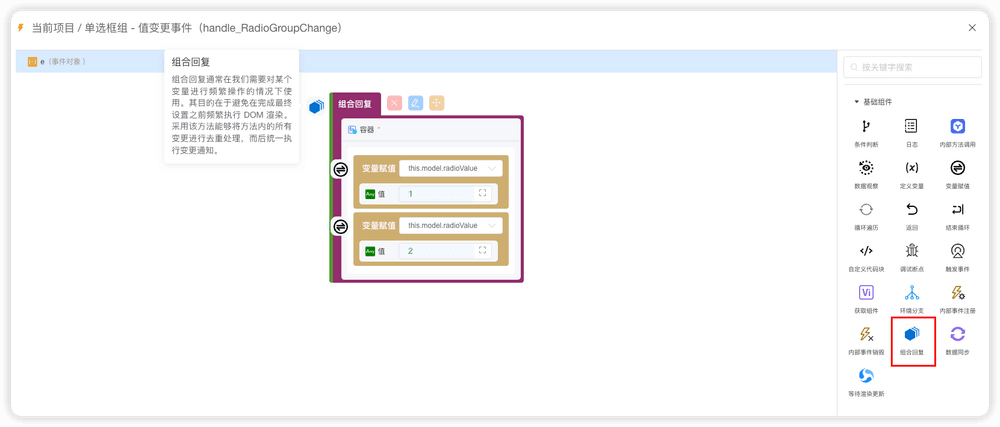 当前项目 / 单选框组 - 值变更事件（handle_RadioGroupChange）
e（事件对象）
组合回复
组合回复通常在我们需要对某个
变量进行频繁操作的情况下使
用。其目的在于避免在完成最终
设置之前频繁执行 DOM 渲染。
采用该方法能够将方法内的所有
变更进行去重处理，而后统一执
行变更通知。
组合回复
容器 *
变量赋值 this.model.radioValue
Any 值 1
变量赋值 this.model.radioValue
Any 值 2
按关键字搜索
基础组件
条件判断 日志 内部方法调用
数据观察 定义变量 变量赋值
循环遍历 返回 结束循环
自定义代码块 调试断点 触发事件
Vi
获取组件 环境分支 内部事件注册
内部事件销毁 组合回复 数据同步
等待渲染更新